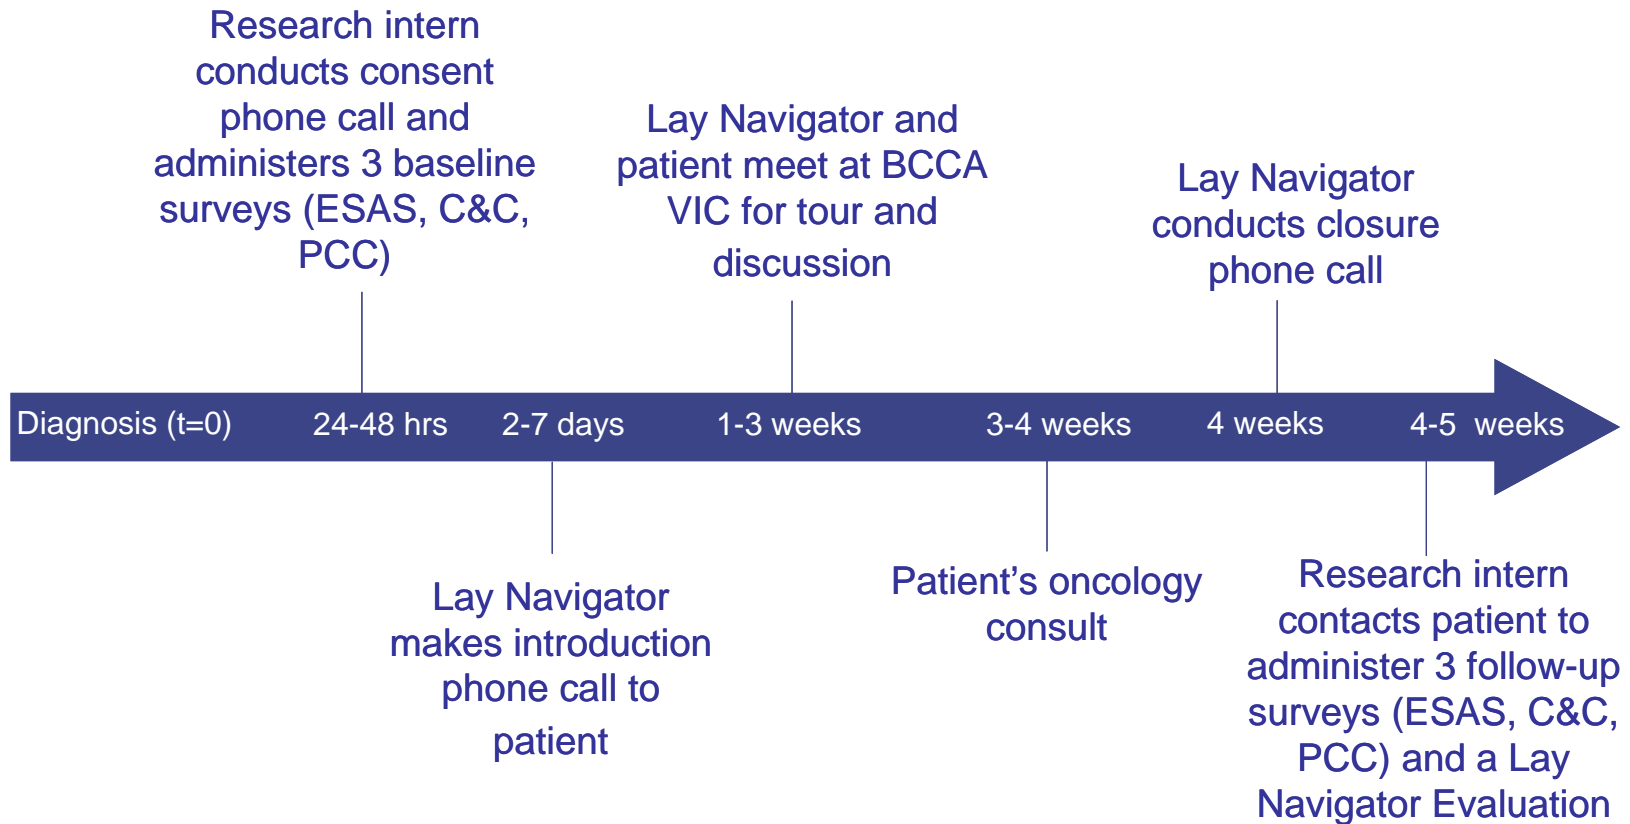 Research intern
conducts consent
phone call and
administers 3 baseline
surveys (ESAS, C&C,
PCC)
Lay Navigator and
patient meet at BCCA
VIC for tour and
discussion
Lay Navigator
conducts closure
phone call
Diagnosis (t=0) 24-48 hrs 2-7 days 1-3 weeks 3-4 weeks 4 weeks 4-5 weeks
Lay Navigator
makes introduction
phone call to
patient
Patient’s oncology
consult
Research intern
contacts patient to
administer 3 follow-up
surveys (ESAS, C&C,
PCC) and a Lay
Navigator Evaluation